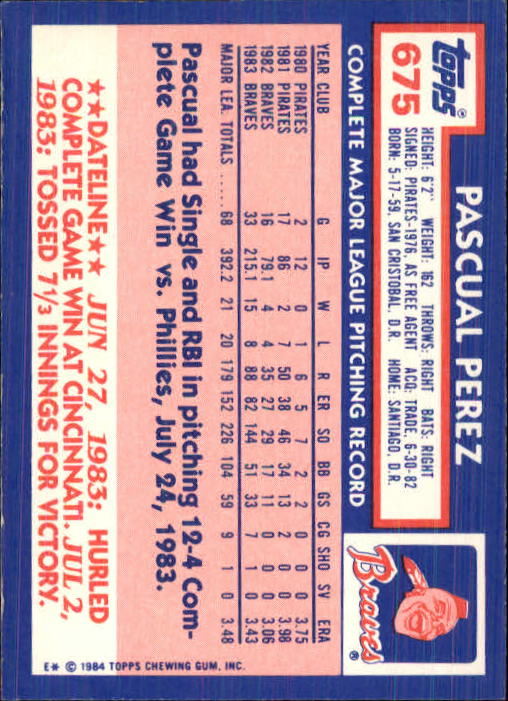 Topps®
675
PASCUAL PEREZ
HEIGHT: 6'2" WEIGHT: 162 THROWS: RIGHT BATS: RIGHT
SIGNED: PIRATES-1976, AS FREE AGENT ACQ: TRADE, 6-30-82
BORN: 5-17-59, SAN CRISTOBAL, D.R. HOME: SANTIAGO, D.R.
Braves
COMPLETE MAJOR LEAGUE PITCHING RECORD
YEAR CLUB G IP W L R ER SO BB GS CG SHO SV ERA
1980 PIRATES 2 12 0 1 6 5 7 2 2 0 0 0 3.75
1981 PIRATES 17 86 2 7 50 38 46 34 13 2 0 0 3.98
1982 BRAVES 16 79.1 4 4 35 27 29 17 11 0 0 0 3.06
1983 BRAVES 33 215.1 15 8 88 82 144 51 33 7 1 0 3.43
MAJOR LEA. TOTALS ..... 68 392.2 21 20 179 152 226 104 59 9 1 0 3.48
Pascual had Single and RBI in pitching 12-4 Com-
plete Game Win vs. Phillies, July 24, 1983.
★★DATELINE★★ JUN 27, 1983: HURLED
COMPLETE GAME WIN AT CINCINNATI. JUL 2,
1983: TOSSED 7 1/3 INNINGS FOR VICTORY.
E* © 1984 TOPPS CHEWING GUM, INC.